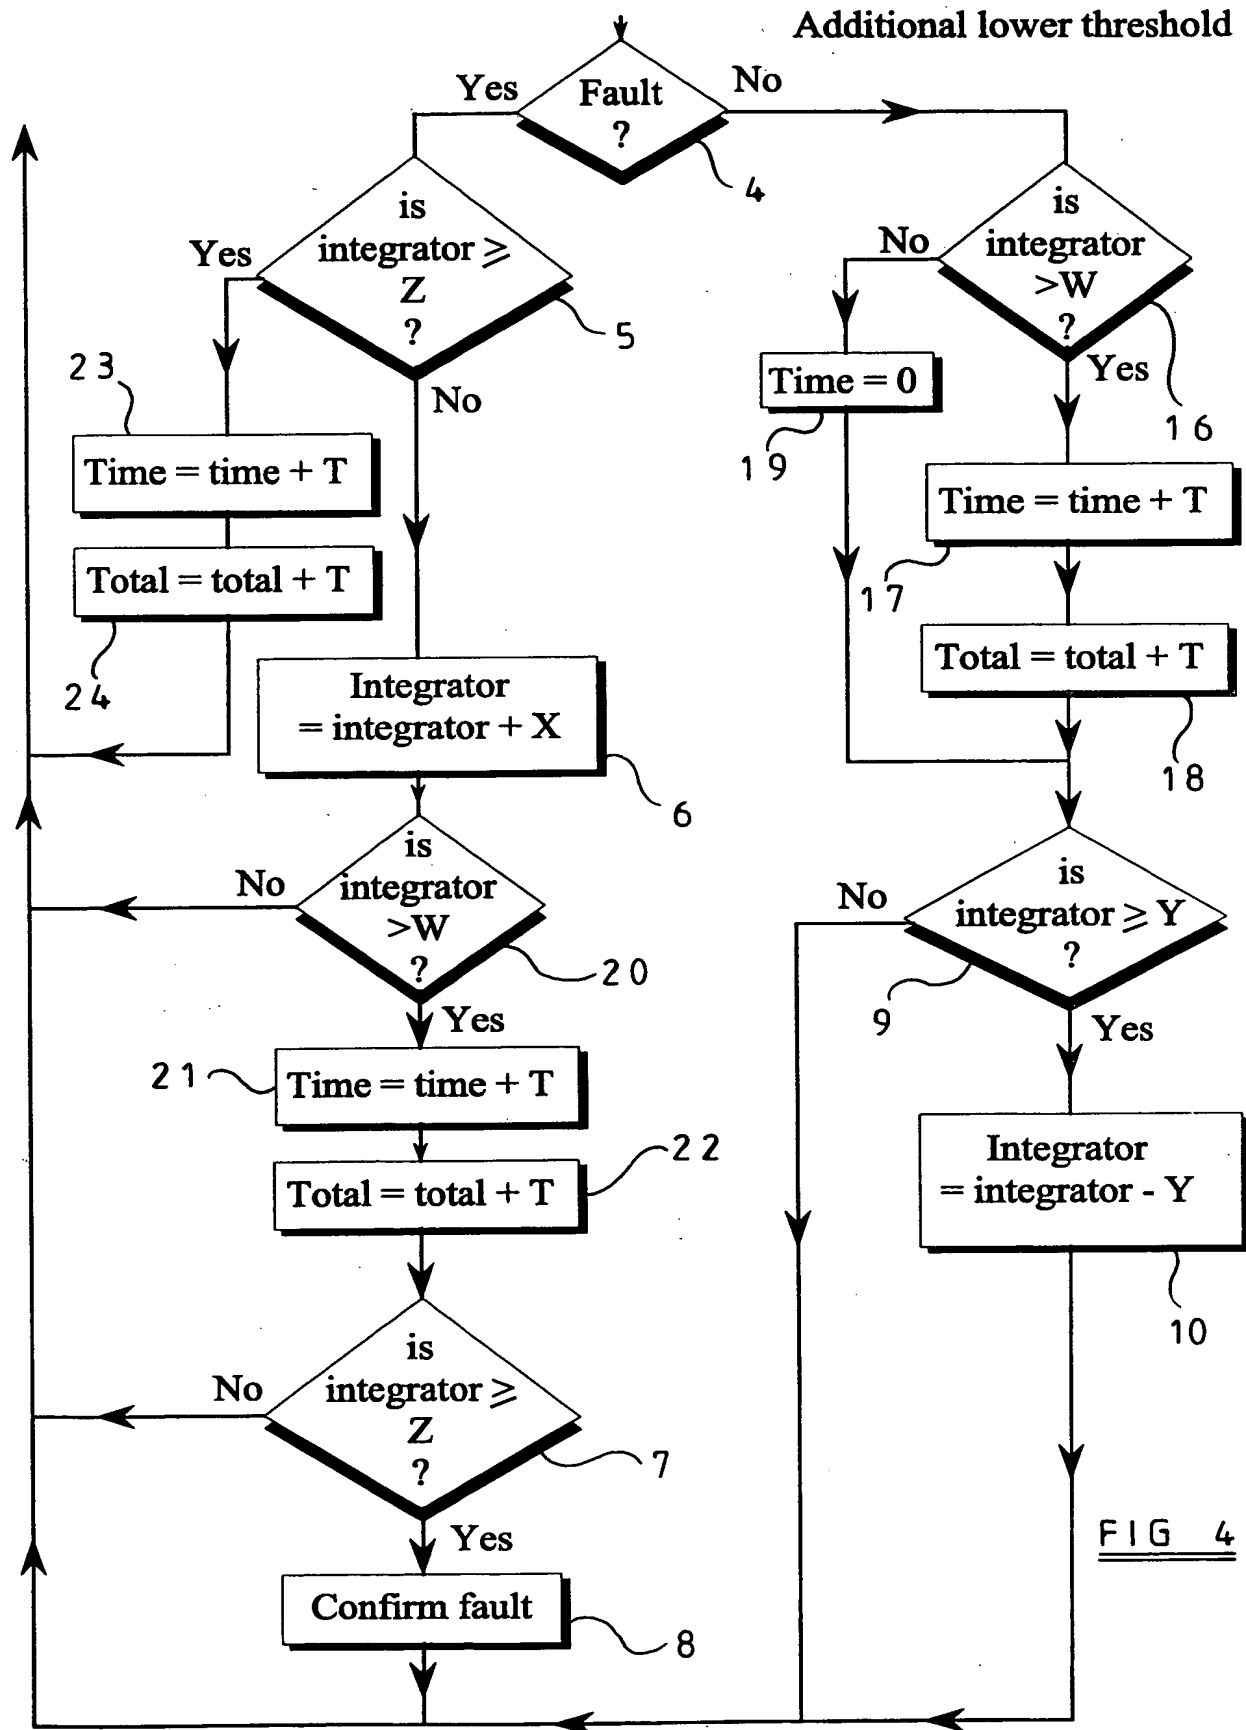 Additional lower threshold
Yes
Fault
?
No
4
is
integrator ≥
Z
?
Yes
5
No
is
integrator
>W
?
No
Yes
16
23
Time = time + T
Total = total + T
24
Time = 0
19
Time = time + T
17
Total = total + T
18
Integrator
= integrator + X
6
is
integrator
>W
?
No
20
Yes
21
Time = time + T
22
Total = total + T
is
integrator ≥ Y
?
No
9
Yes
Integrator
= integrator - Y
10
is
integrator ≥
Z
?
No
7
Yes
Confirm fault
8
FIG 4